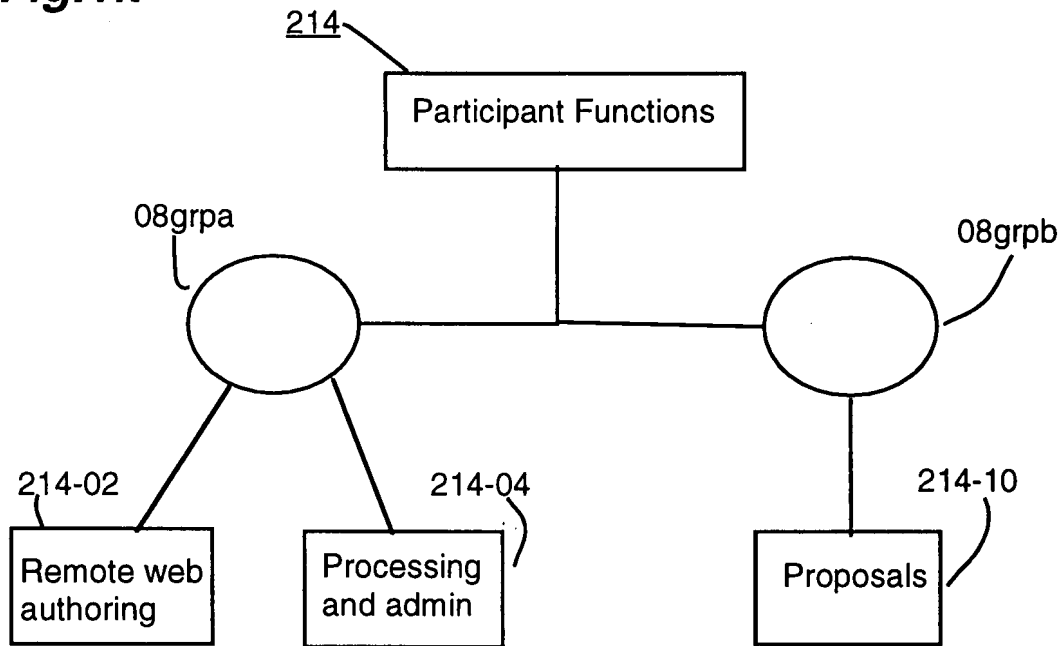 214
Participant Functions
08grpa
08grpb
214-02
214-04
214-10
Remote web
authoring
Processing
and admin
Proposals